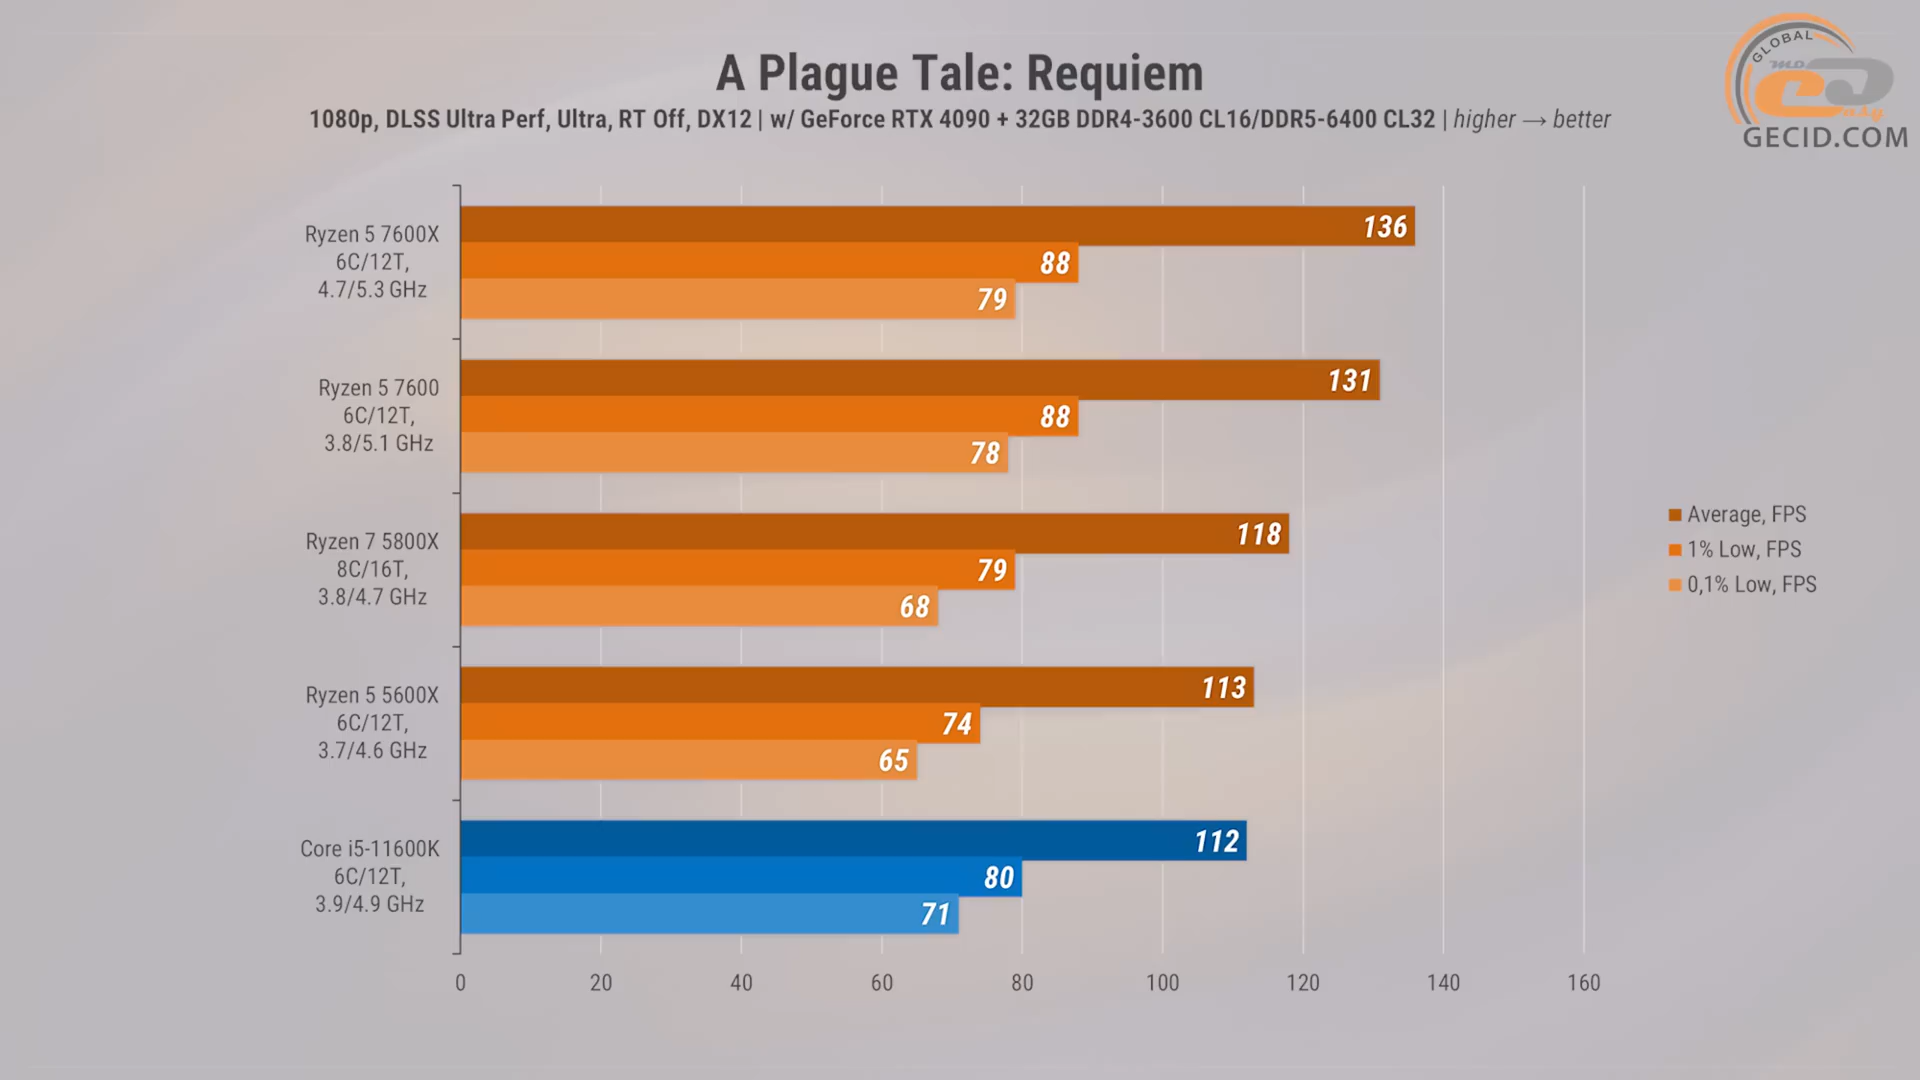 A Plague Tale: Requiem
1080p, DLSS Ultra Perf, Ultra, RT Off, DX12 | w/ GeForce RTX 4090 + 32GB DDR4-3600 CL16/DDR5-6400 CL32 | higher → better
GLOBAL
GECID.COM
Ryzen 5 7600X
6C/12T,
4.7/5.3 GHz
136
88
79
Ryzen 5 7600
6C/12T,
3.8/5.1 GHz
131
88
78
Ryzen 7 5800X
8C/16T,
3.8/4.7 GHz
118
79
68
Ryzen 5 5600X
6C/12T,
3.7/4.6 GHz
113
74
65
Core i5-11600K
6C/12T,
3.9/4.9 GHz
112
80
71
0 20 40 60 80 100 120 140 160
Average, FPS
1% Low, FPS
0,1% Low, FPS